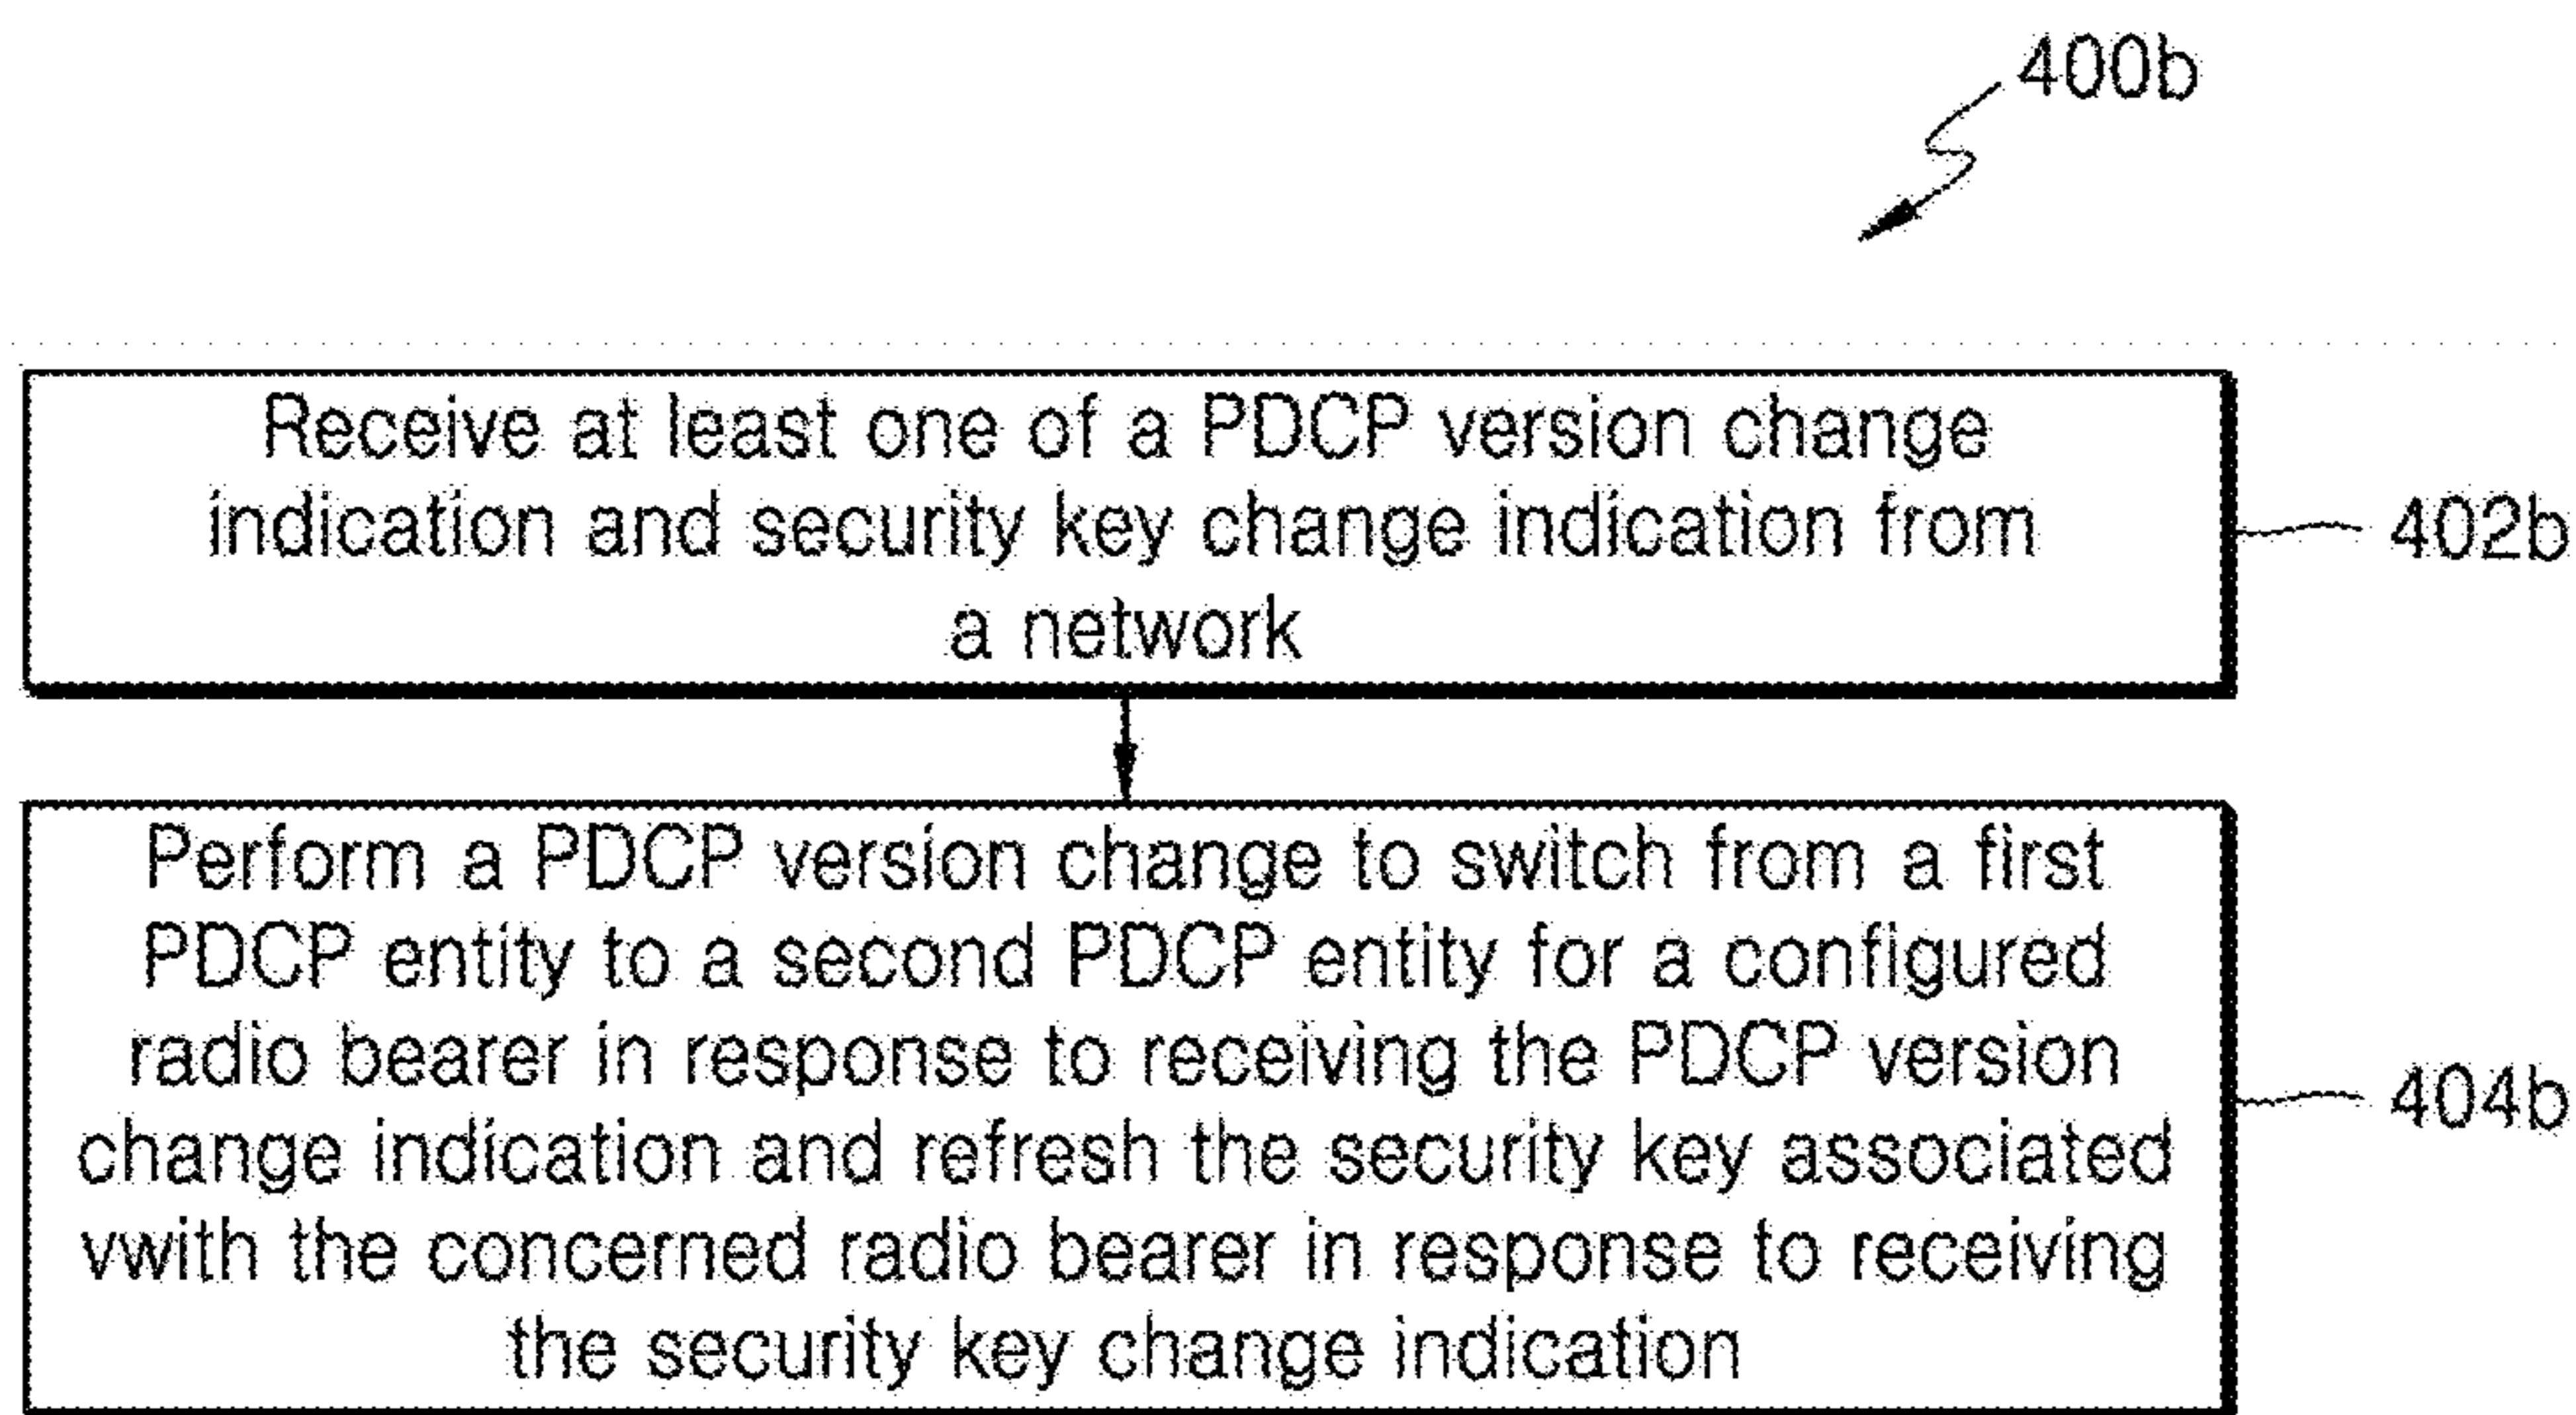 400b
Receive at least one of a PDCP version change
indication and security key change indication from
a network
402b
Perform a PDCP version change to switch from a first
PDCP entity to a second PDCP entity for a configured
radio bearer in response to receiving the PDCP version
change indication and refresh the security key associated
vwith the concerned radio bearer in response to receiving
the security key change indication
404b